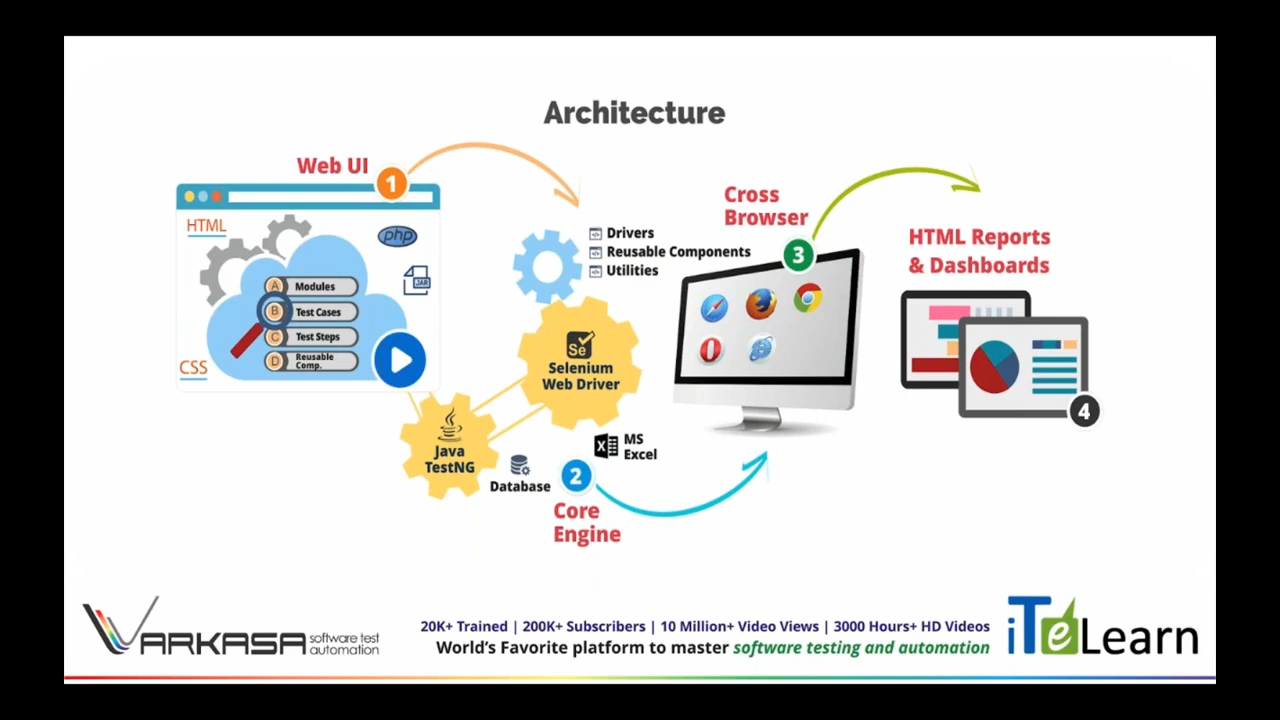 Architecture
Web UI
1
HTML
php
JAR
A Modules
B Test Cases
C Test Steps
D Reusable
Comp.
CSS
Drivers
Reusable Components
Utilities
Se
Selenium
Web Driver
Java
TestNG
Database
X
MS
Excel
2
Core
Engine
Cross
Browser
3
HTML Reports
& Dashboards
4
VARKASA software test
automation
20K+ Trained | 200K+ Subscribers | 10 Million+ Video Views | 3000 Hours+ HD Videos
World's Favorite platform to master software testing and automation
iTeLearn